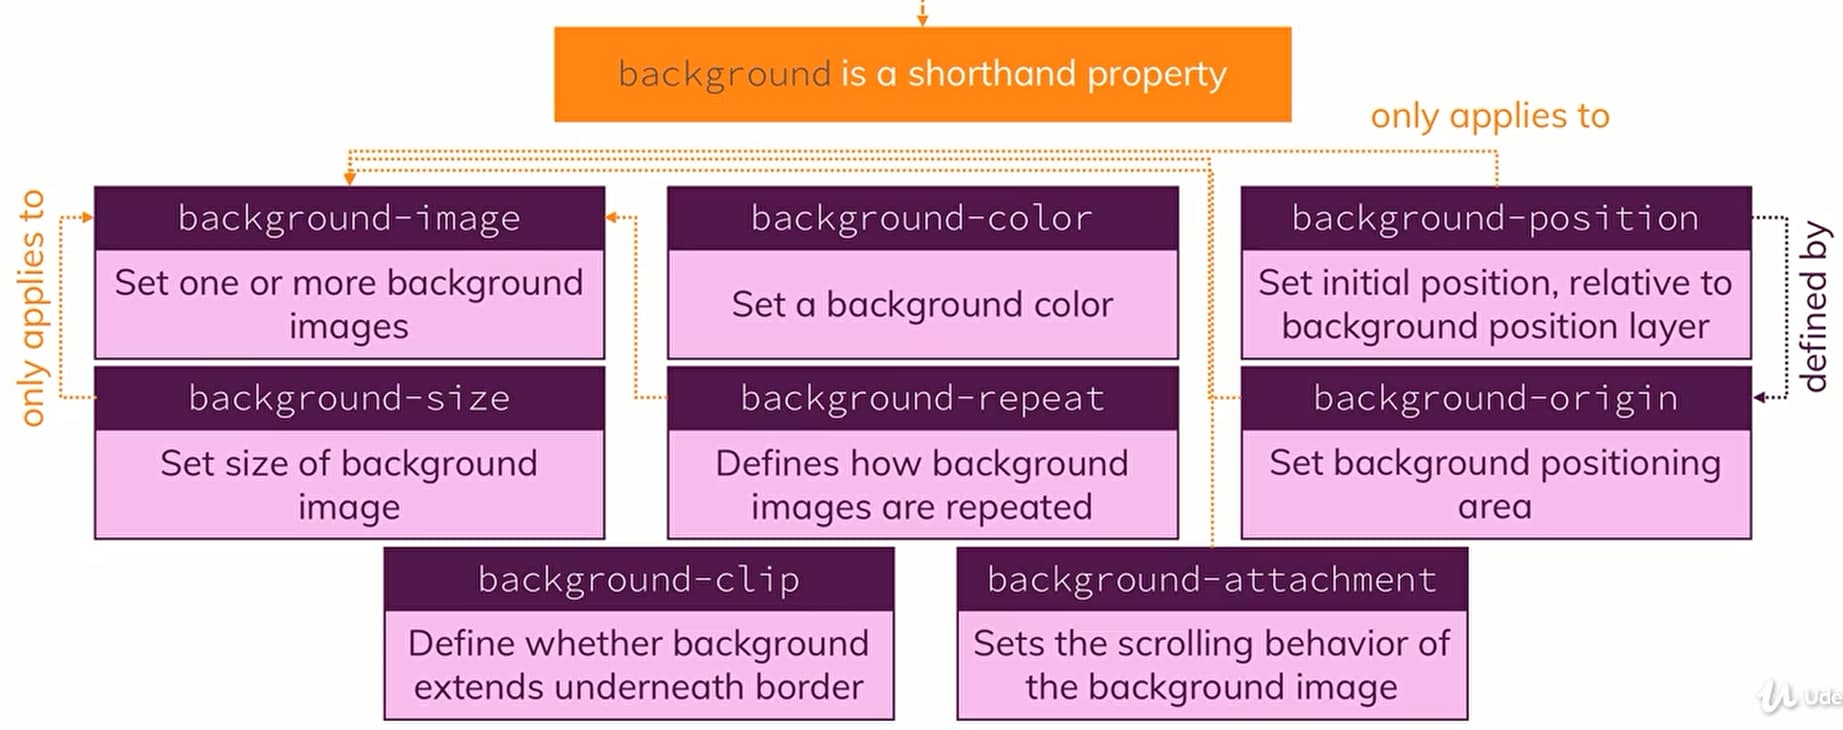 background is a shorthand property
only applies to
only applies to
background-image
Set one or more background
images
background-color
Set a background color
background-position
Set initial position, relative to
background position layer
defined by
background-size
Set size of background
image
background-repeat
Defines how background
images are repeated
background-origin
Set background positioning
area
background-clip
Define whether background
extends underneath border
background-attachment
Sets the scrolling behavior of
the background image
Ude